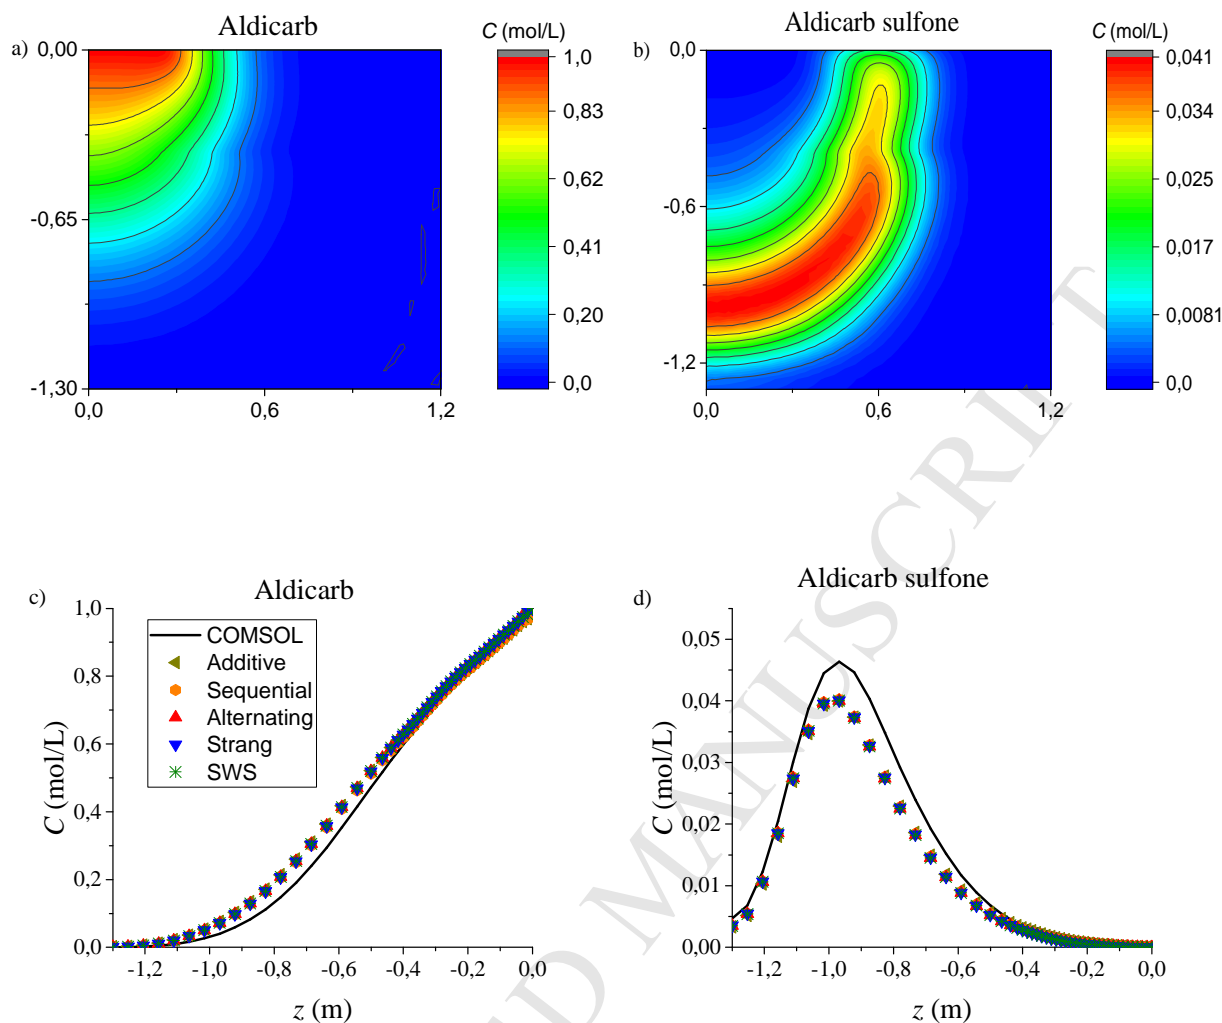 a)
Aldicarb
C (mol/L)
0,00
-0,65
-1,30
0,0
0,6
1,2
1,0
0,83
0,62
0,41
0,20
0,0
b)
Aldicarb sulfone
C (mol/L)
0,0
-0,6
-1,2
0,0
0,6
1,2
0,041
0,034
0,025
0,017
0,0081
0,0
c)
Aldicarb
1,0
0,8
0,6
0,4
0,2
0,0
C (mol/L)
COMSOL
Additive
Sequential
Alternating
Strang
SWS
-1,2
-1,0
-0,8
-0,6
-0,4
-0,2
0,0
z (m)
d)
Aldicarb sulfone
0,05
0,04
0,03
0,02
0,01
0,00
C (mol/L)
-1,2
-1,0
-0,8
-0,6
-0,4
-0,2
0,0
z (m)
ED MANUSCRIPT